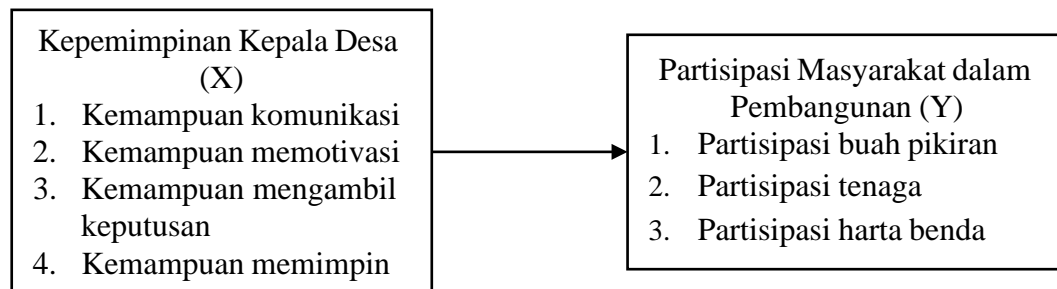 Kepemimpinan Kepala Desa
(X)
1. Kemampuan komunikasi
2. Kemampuan memotivasi
3. Kemampuan mengambil
keputusan
4. Kemampuan memimpin
Partisipasi Masyarakat dalam
Pembangunan (Y)
1. Partisipasi buah pikiran
2. Partisipasi tenaga
3. Partisipasi harta benda